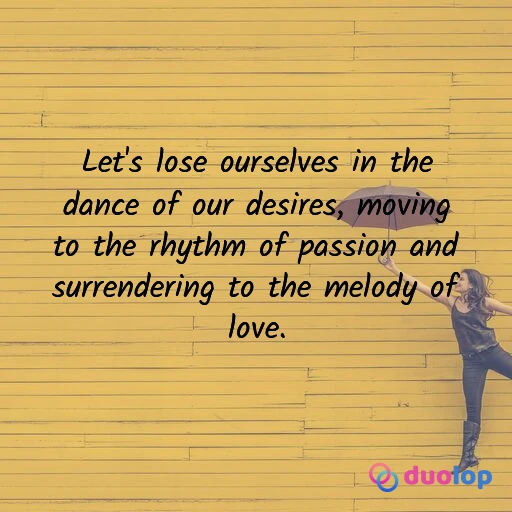 Let's lose ourselves in the
dance of our desires, moving
to the rhythm of passion and
surrendering to the melody of
love.
duolop